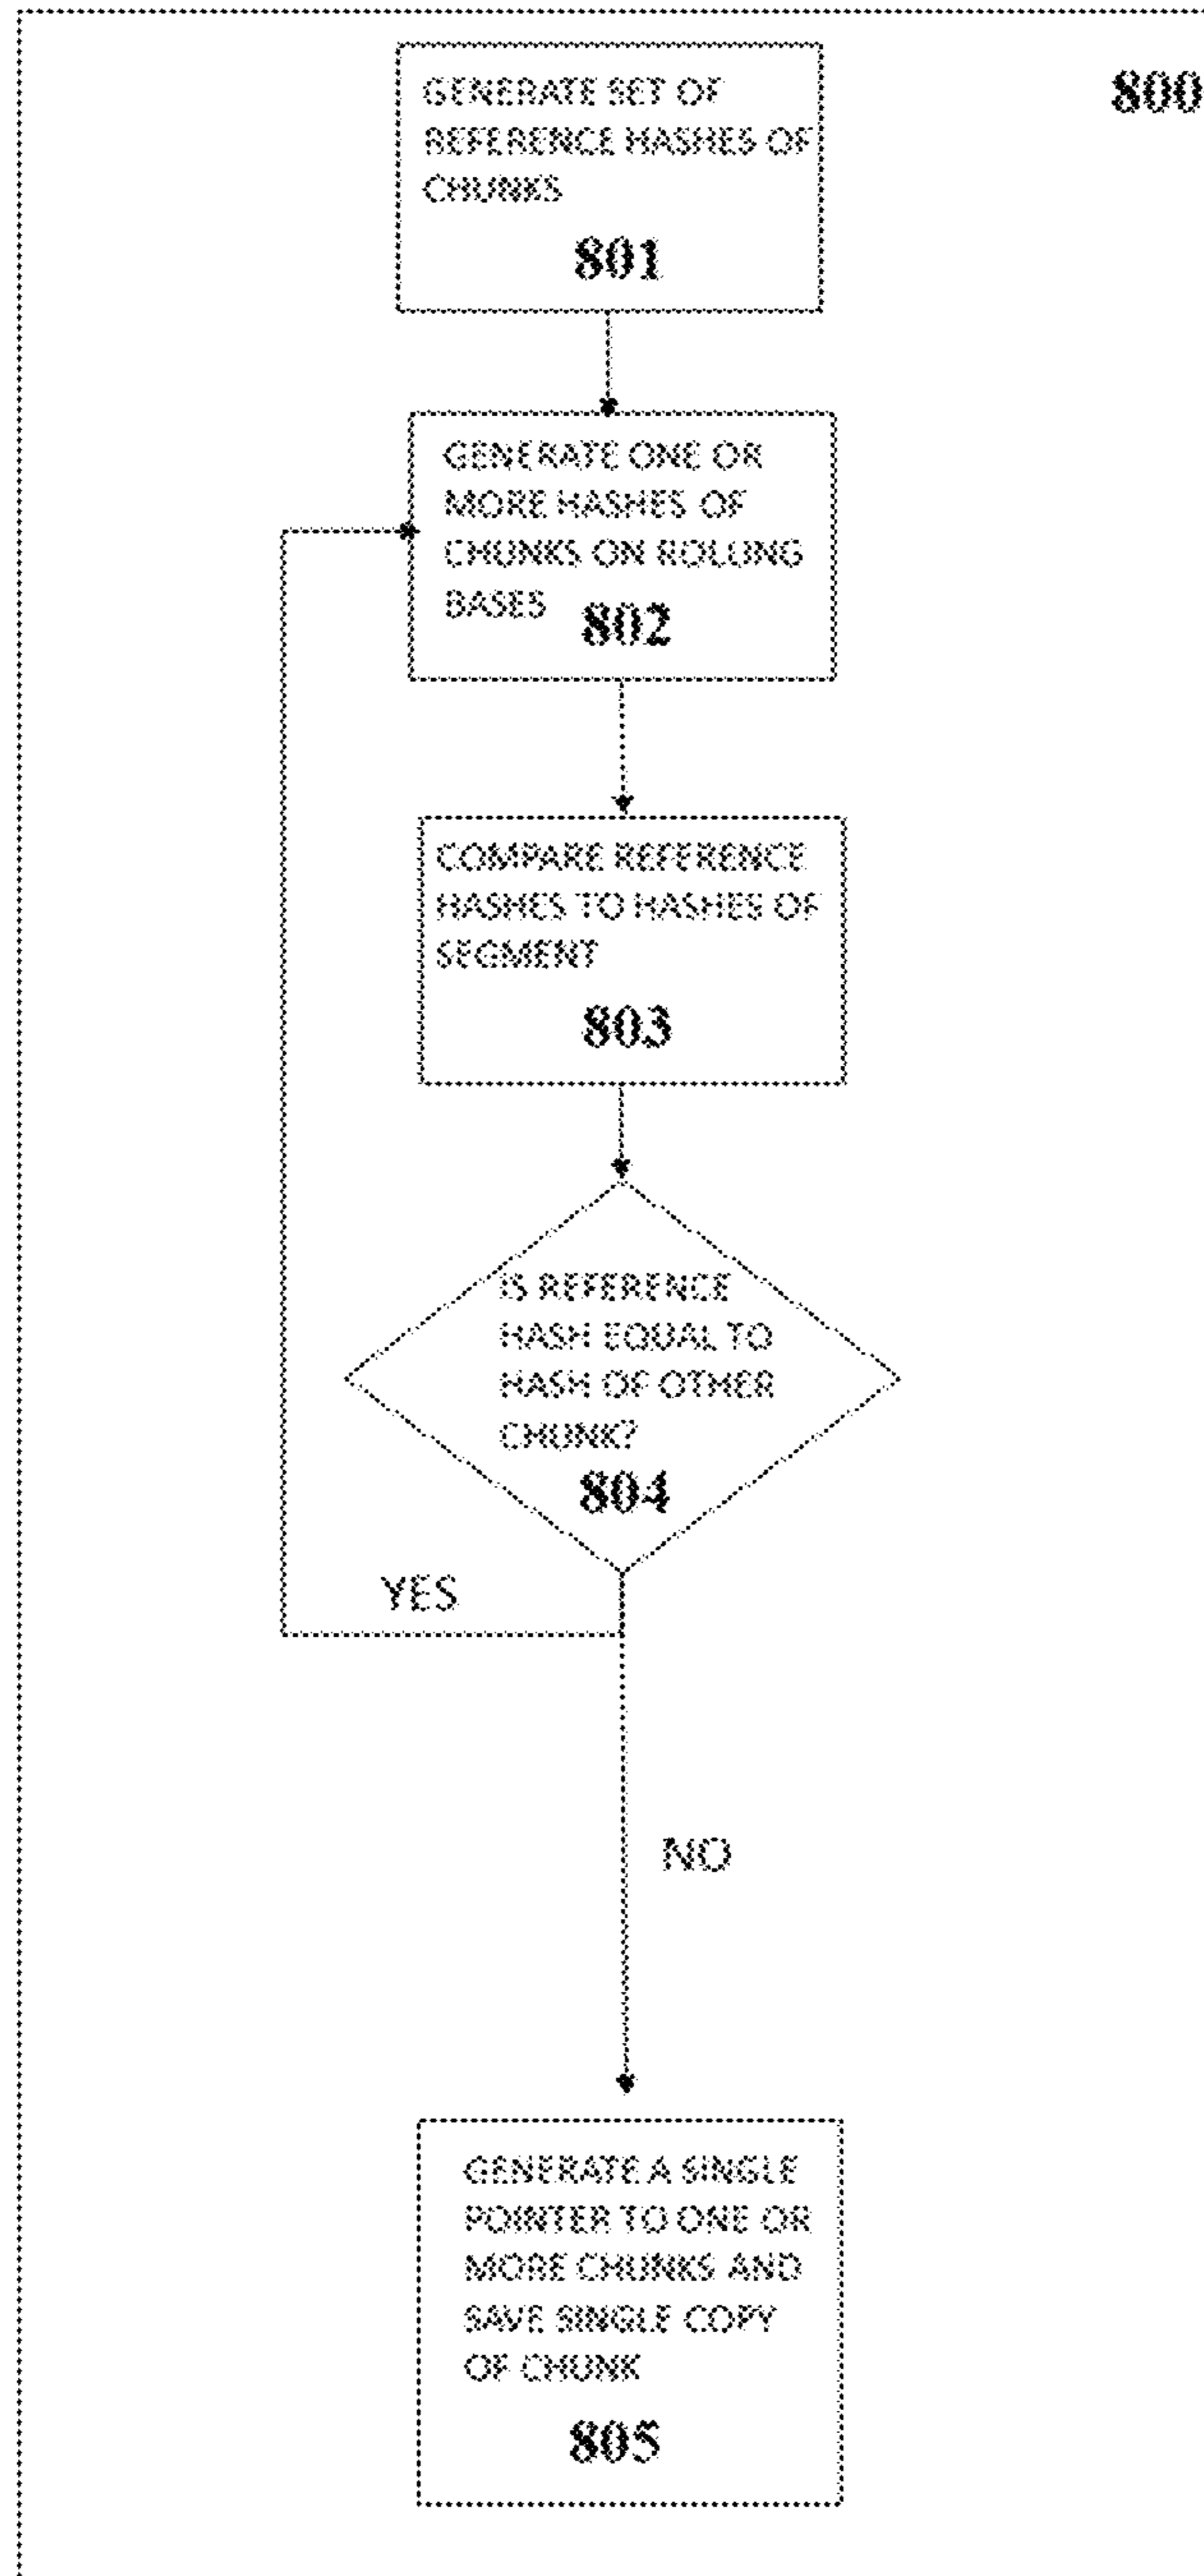 800
GENERATE SET OF
REFERENCE HASHES OF
CHUNKS
801
GENERATE ONE OR
MORE HASHES OF
CHUNKS ON ROLLING
BASES 802
COMPARE REFERENCE
HASHES TO HASHES OF
SEGMENT
803
IS REFERENCE
HASH EQUAL TO
HASH OF OTHER
CHUNK?
804
YES
NO
GENERATE A SINGLE
POINTER TO ONE OR
MORE CHUNKS AND
SAVE SINGLE COPY
OF CHUNK
805